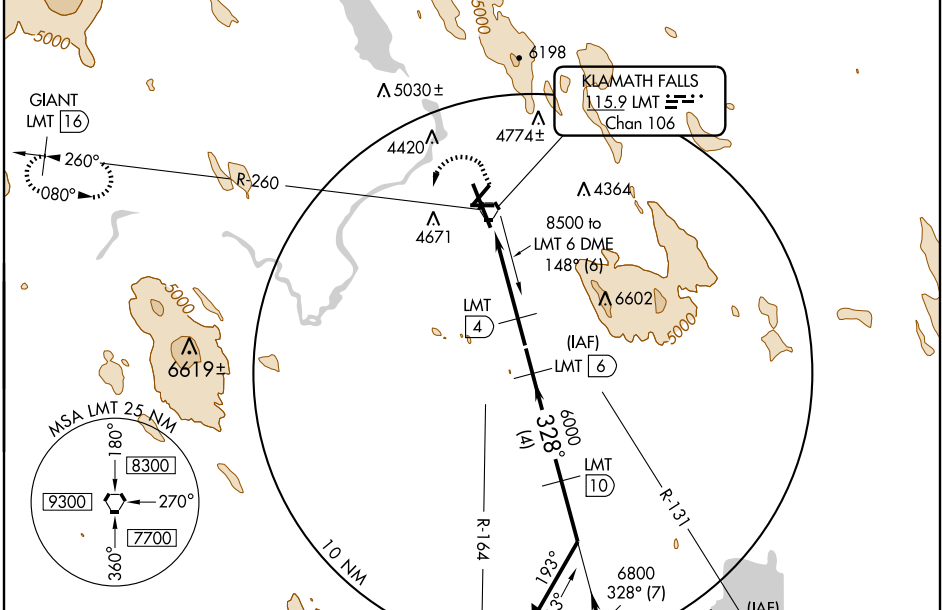 5000
5000
6198
KLAMATH FALLS
115.9 LMT
Chan 106
5030 ±
GIANT
LMT 16
4774±
4420
260°
R-260
080°
4364
4671
8500 to
LMT 6 DME
148° (6)
5000
6602
5000
LMT
4
(IAF)
LMT 6
6619±
MSA LMT 25 NM
180°
8300
9300
270°
7700
360°
6000
328°
(4)
LMT
10
R-131
R-164
10 NM
193°
3°
6800
328° (7)
(IAF)